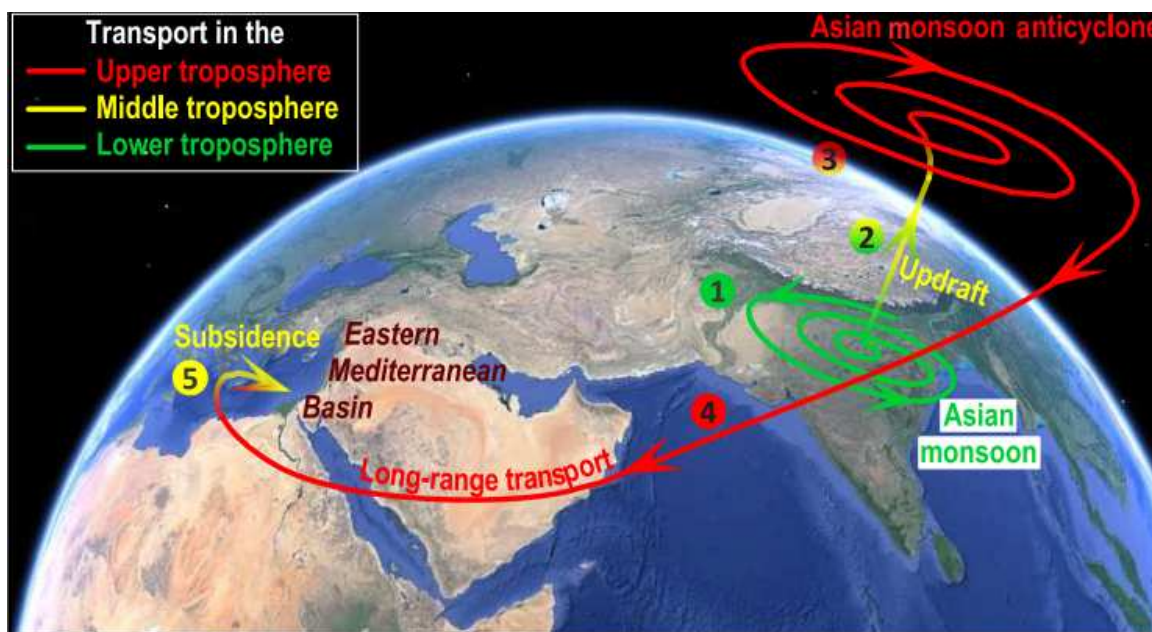 Transport in the
Upper troposphere
Middle troposphere
Lower troposphere
Asian monsoon anticyclone
3
2
Updraft
1
Subsidence
5
Eastern
Mediterranean
Basin
4
Asian
monsoon
Long-range transport